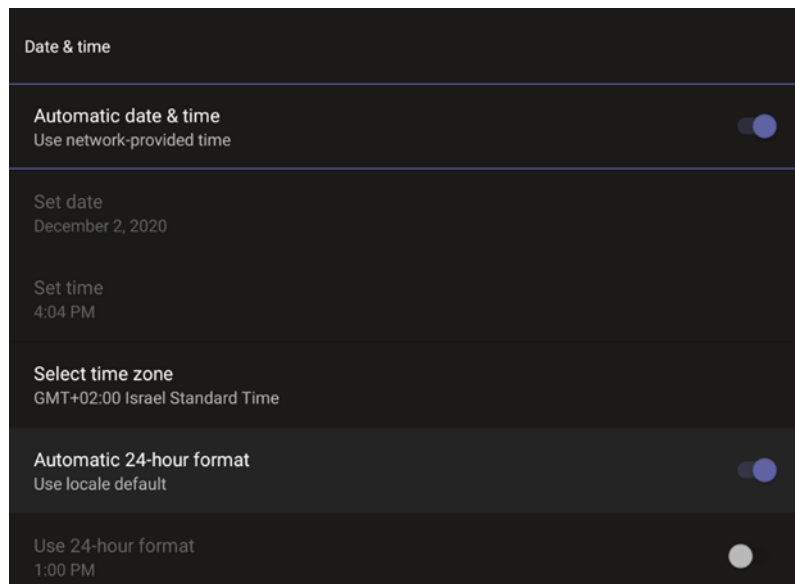 Date & time
Automatic date & time
Use network-provided time
Set date
December 2, 2020
Set time
4:04 PM
Select time zone
GMT+02:00 Israel Standard Time
Automatic 24-hour format
Use locale default
Use 24-hour format
1:00 PM